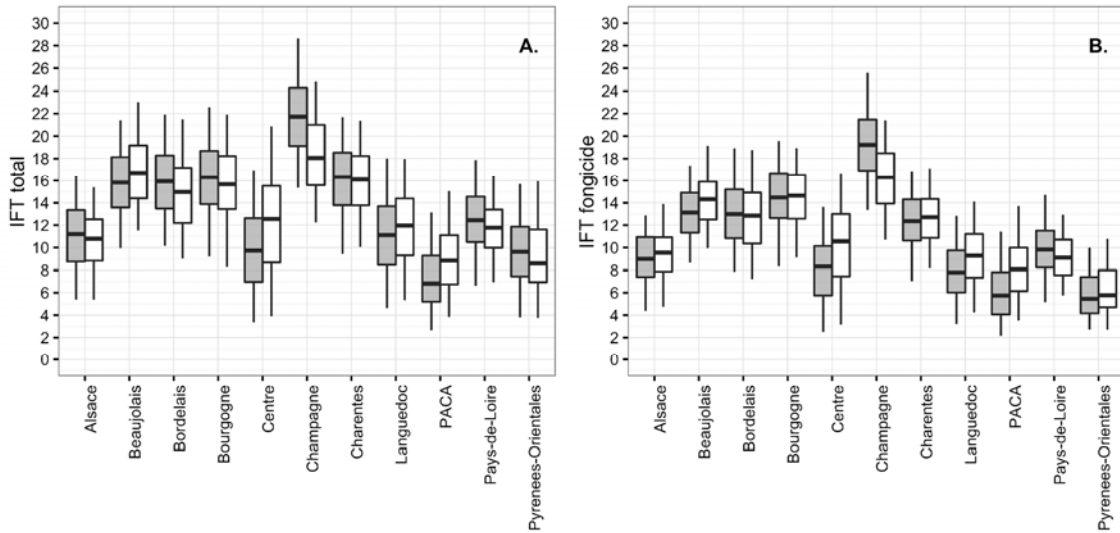 A.
IFT total
30
28
26
24
22
20
18
16
14
12
10
8
6
4
2
0
Alsace
Beaujolais
Bordelais
Bourgogne
Centre
Champagne
Charentes
Languedoc
PACA
Pays-de-Loire
Pyrenees-Orientales
B.
IFT fongicide
30
28
26
24
22
20
18
16
14
12
10
8
6
4
2
0
Alsace
Beaujolais
Bordelais
Bourgogne
Centre
Champagne
Charentes
Languedoc
PACA
Pays-de-Loire
Pyrenees-Orientales